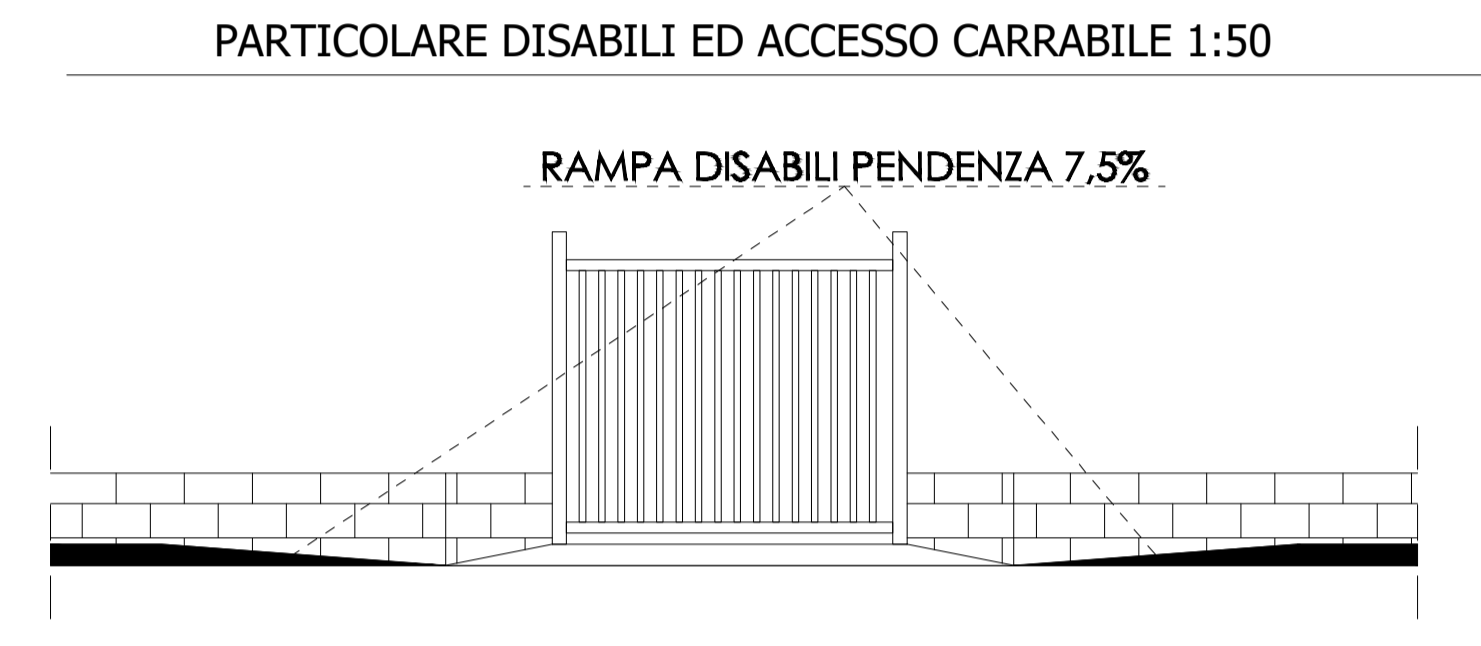 PARTICOLARE DISABILI ED ACCESSO CARRABILE 1:50
RAMPA DISABILI PENDENZA 7,5%